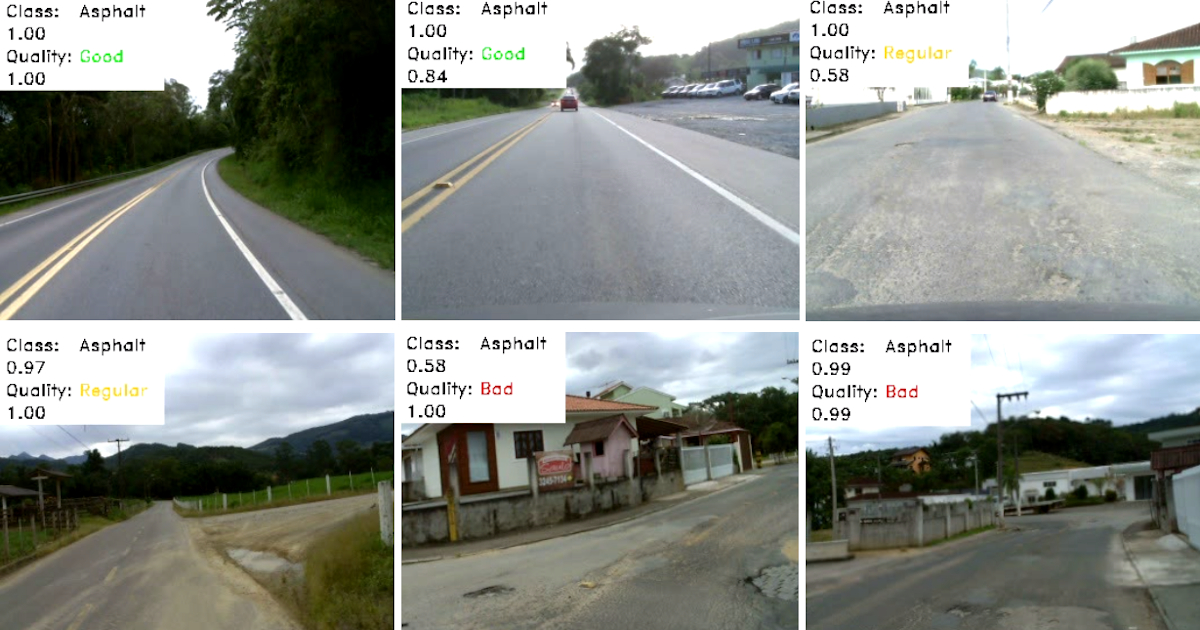 Class: Asphalt
1.00
Quality: Good
1.00
Class: Asphalt
1.00
Quality: Good
0.84
Class: Asphalt
1.00
Quality: Regular
0.58
Class: Asphalt
0.97
Quality: Regular
1.00
Class: Asphalt
0.58
Quality: Bad
1.00
Class: Asphalt
0.99
Quality: Bad
0.99